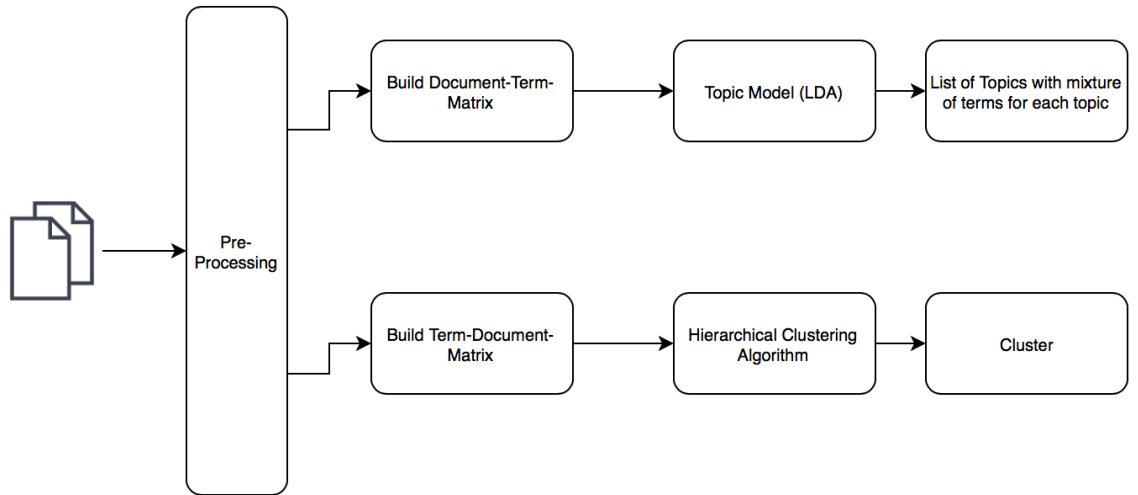 Pre-
Processing
Build Document-Term-
Matrix
Topic Model (LDA)
List of Topics with mixture
of terms for each topic
Build Term-Document-
Matrix
Hierarchical Clustering
Algorithm
Cluster